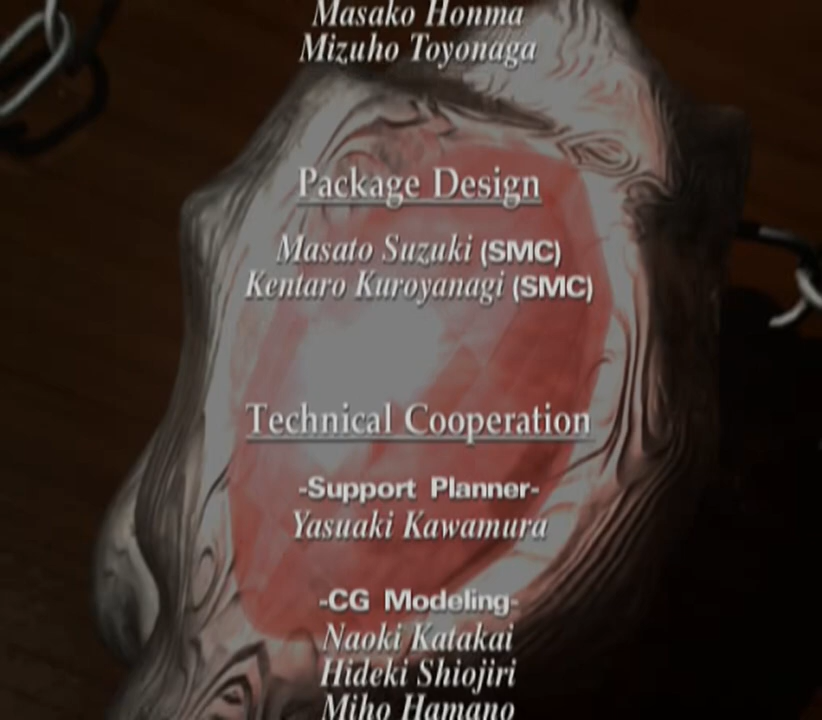 Masako Honma
Mizuho Toyonaga
Package Design
Masato Suzuki (SMC)
Kentaro Kuroyanagi (SMC)
Technical Cooperation
-Support Planner-
Yasuaki Kawamura
-CG Modeling-
Naoki Katakai
Hideki Shiojiri
Miho Hamano